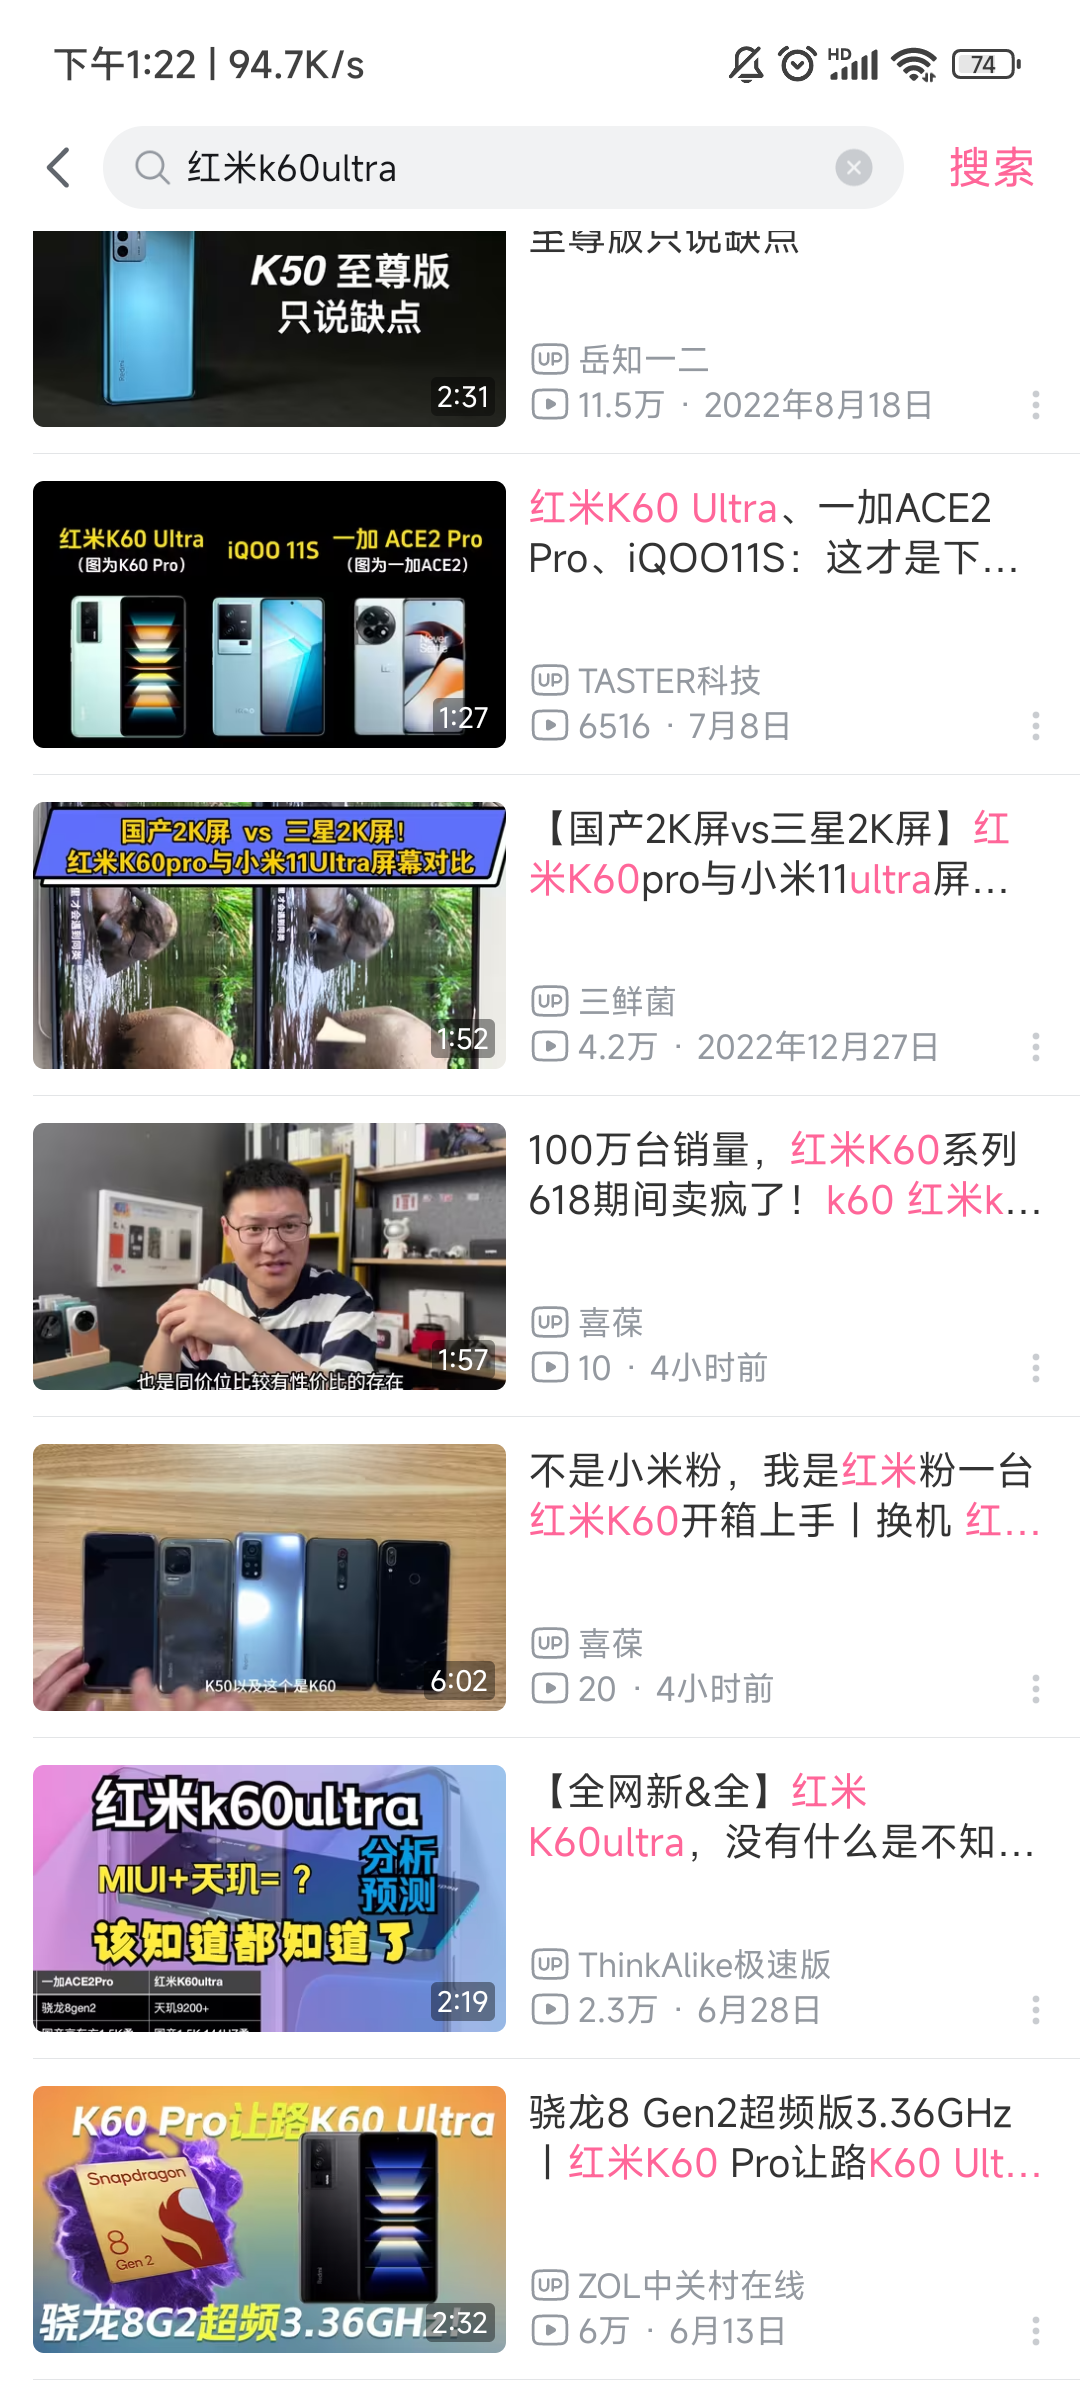 下午1:22 | 94.7K/s
HD
74
红米k60ultra
搜索
K50 至尊版
只说缺点
2:31
至尊版只说缺点
UP 岳知一二
11.5万 · 2022年8月18日
红米K60 Ultra
(图为K60 Pro)
iQOO 11S
一加 ACE2 Pro
(图为一加ACE2)
Never
Settle
1:27
红米K60 Ultra、一加ACE2
Pro、iQOO11S：这才是下...
UP TASTER科技
6516 · 7月8日
国产2K屏 vs 三星2K屏！
红米K60pro与小米11Ultra屏幕对比
1:52
【国产2K屏vs三星2K屏】红
米K60pro与小米11ultra屏...
UP 三鲜菌
4.2万 · 2022年12月27日
也是同价位比较有性价比的存在
1:57
100万台销量，红米K60系列
618期间卖疯了！k60 红米k...
UP 喜葆
10 · 4小时前
K50以及这个是K60
6:02
不是小米粉，我是红米粉一台
红米K60开箱上手丨换机 红...
UP 喜葆
20 · 4小时前
红米k60ultra
MIUI+天玑=？
分析
预测
该知道都知道了
一加ACE2Pro 红米K60ultra
骁龙8gen2 天玑9200+
2:19
【全网新&全】红米
K60ultra，没有什么是不知...
UP ThinkAlike极速版
2.3万 · 6月28日
K60 Pro让路K60 Ultra
Snapdragon
8
Gen 2
骁龙8G2超频3.36GHz!
2:32
骁龙8 Gen2超频版3.36GHz
丨红米K60 Pro让路K60 Ult...
UP ZOL中关村在线
6万 · 6月13日